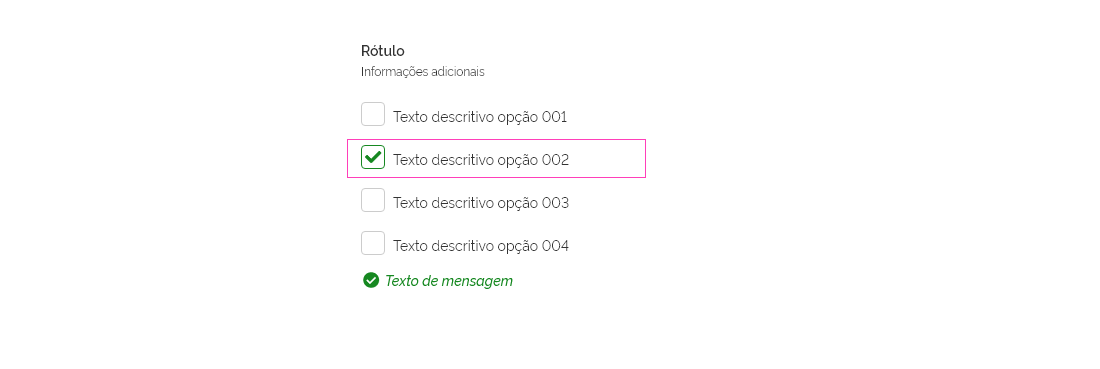 Rótulo
Informações adicionais
Texto descritivo opção 001
Texto descritivo opção 002
Texto descritivo opção 003
Texto descritivo opção 004
Texto de mensagem